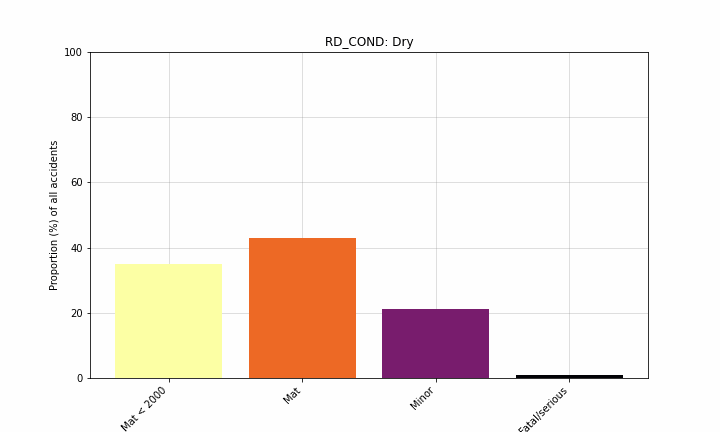 RD_COND: Dry
Proportion (%) of all accidents
100
80
60
40
20
0
Mat < 2000
Mat
Minor
Fatal/serious